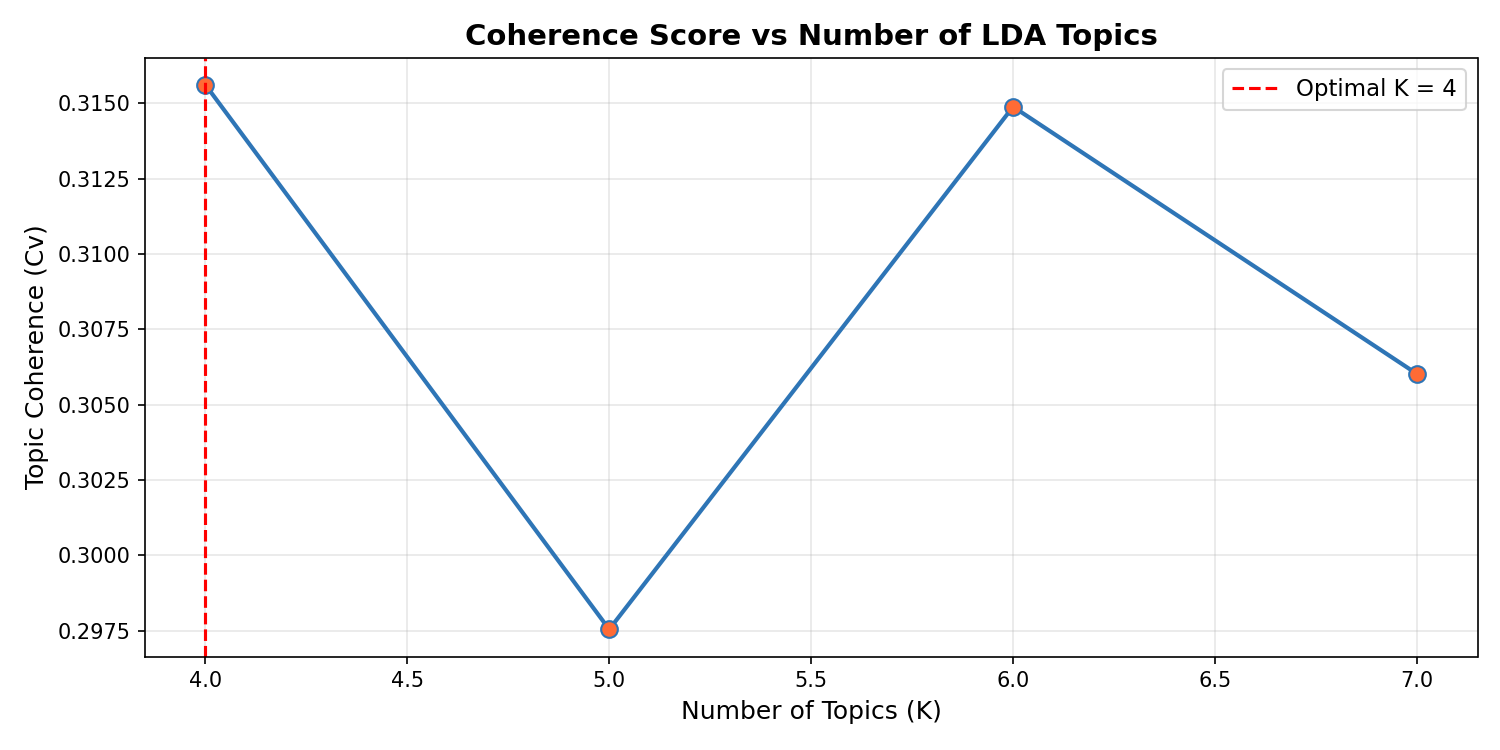 Coherence Score vs Number of LDA Topics
Optimal K = 4
Topic Coherence (Cv)
0.3150
0.3125
0.3100
0.3075
0.3050
0.3025
0.3000
0.2975
4.0 4.5 5.0 5.5 6.0 6.5 7.0
Number of Topics (K)